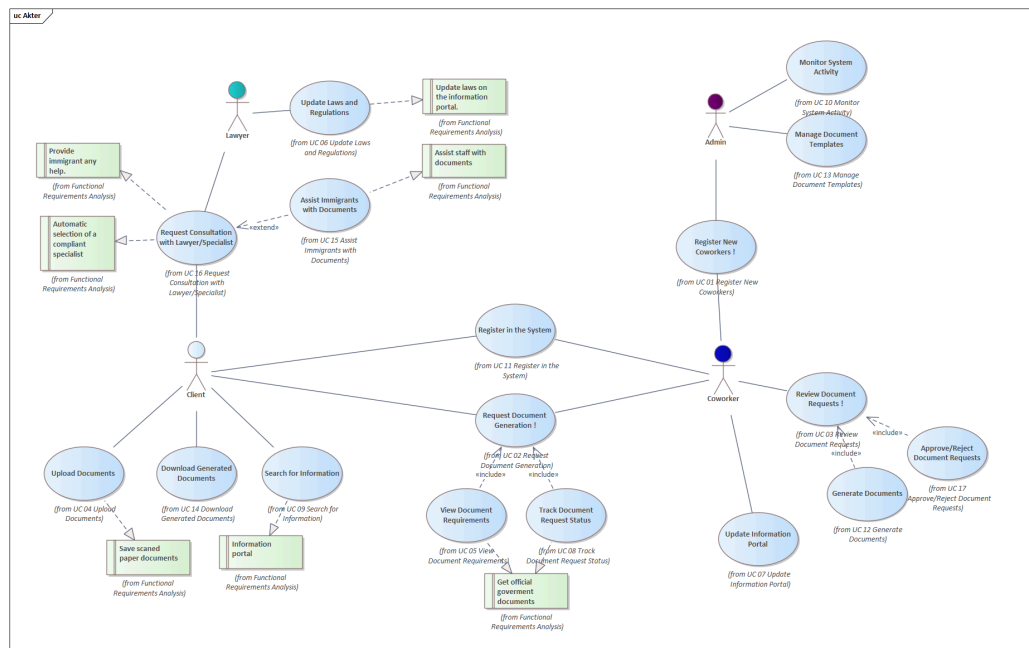 uc Akter
Monitor System
Activity
(from UC 10 Monitor
System Activity)
Update laws on
the information
portal.
(from Functional
Requirements Analysis)
Update Laws and
Regulations
(from UC 06 Update Laws
and Regulations)
Lawyer
Admin
Manage Document
Templates
(from UC 13 Manage
Document Templates)
Provide
immigrant any
help.
(from Functional
Requirements Analysis)
Assist staff with
documents
(from Functional
Requirements Analysis)
Assist Immigrants
with Documents
(from UC 15 Assist
Immigrants with
Documents)
«extend»
Automatic
selection of a
compliant
specialist
(from Functional
Requirements Analysis)
Request Consultation
with Lawyer/Specialist
(from UC 16 Request
Consultation with
Lawyer/Specialist)
Register New
Coworkers !
(from UC 01 Register New
Coworkers)
Register in the System
(from UC 11 Register in the
System)
Client
Coworker
Request Document
Generation !
(from UC 02 Request
Document Generation)
«include»
«include»
Review Document
Requests !
(from UC 03 Review
Document Requests)
«include»
«include»
Approve/Reject
Document Requests
(from UC 17
Approve/Reject Document
Requests)
Upload Documents
(from UC 04 Upload
Documents)
Download Generated
Documents
(from UC 14 Download
Generated Documents)
Search for Information
(from UC 09 Search for
Information)
Generate Documents
(from UC 12 Generate
Documents)
View Document
Requirements
(from UC 05 View
Document Requirements)
Track Document
Request Status
(from UC 08 Track
Document Request Status)
Update Information
Portal
(from UC 07 Update
Information Portal)
Save scaned
paper documents
(from Functional
Requirements Analysis)
Information
portal
(from Functional
Requirements Analysis)
Get official
goverment
documents
(from Functional
Requirements Analysis)